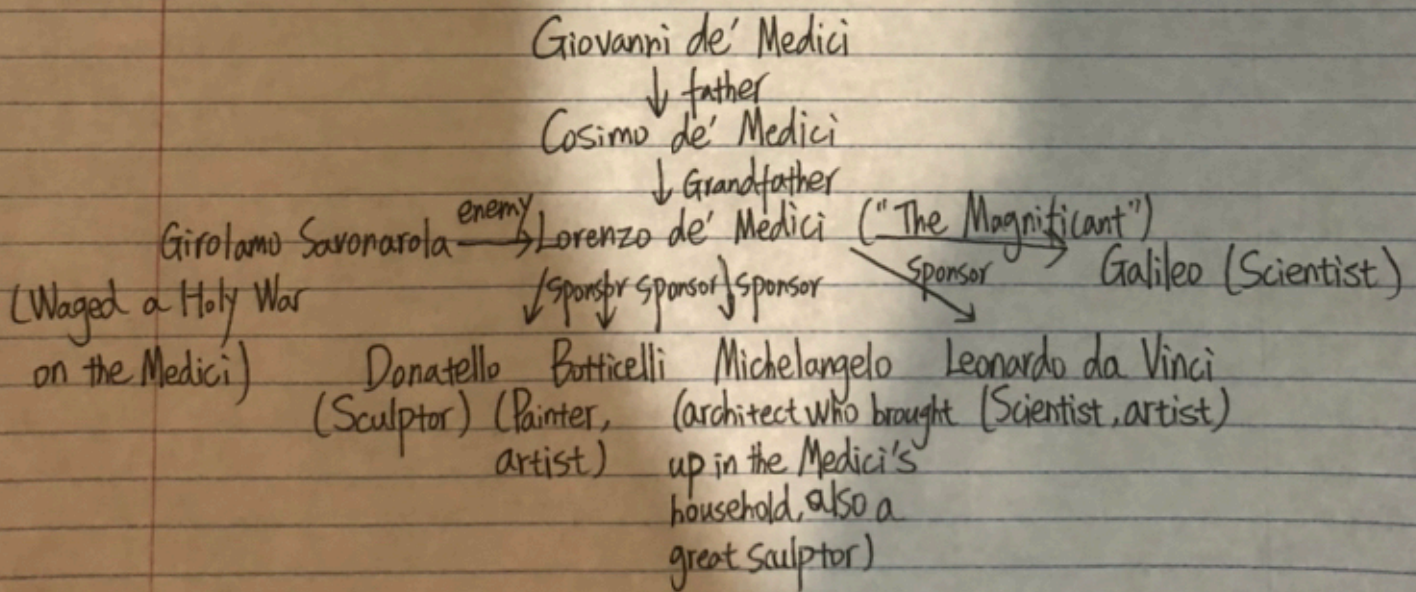 Giovanni de' Medici
↓ father
Cosimo de' Medici
↓ Grandfather
Girolamo Savonarola enemy → Lorenzo de' Medici ("The Magnificant")
(Waged a Holy War
on the Medici)
↓ sponsor ↓ sponsor ↓ sponsor sponsor Galileo (Scientist)
Donatello Botticelli Michelangelo Leonardo da Vinci
(Sculptor) (Painter, (architect who brought (Scientist, artist)
artist) up in the Medici's
household, also a
great sculptor)